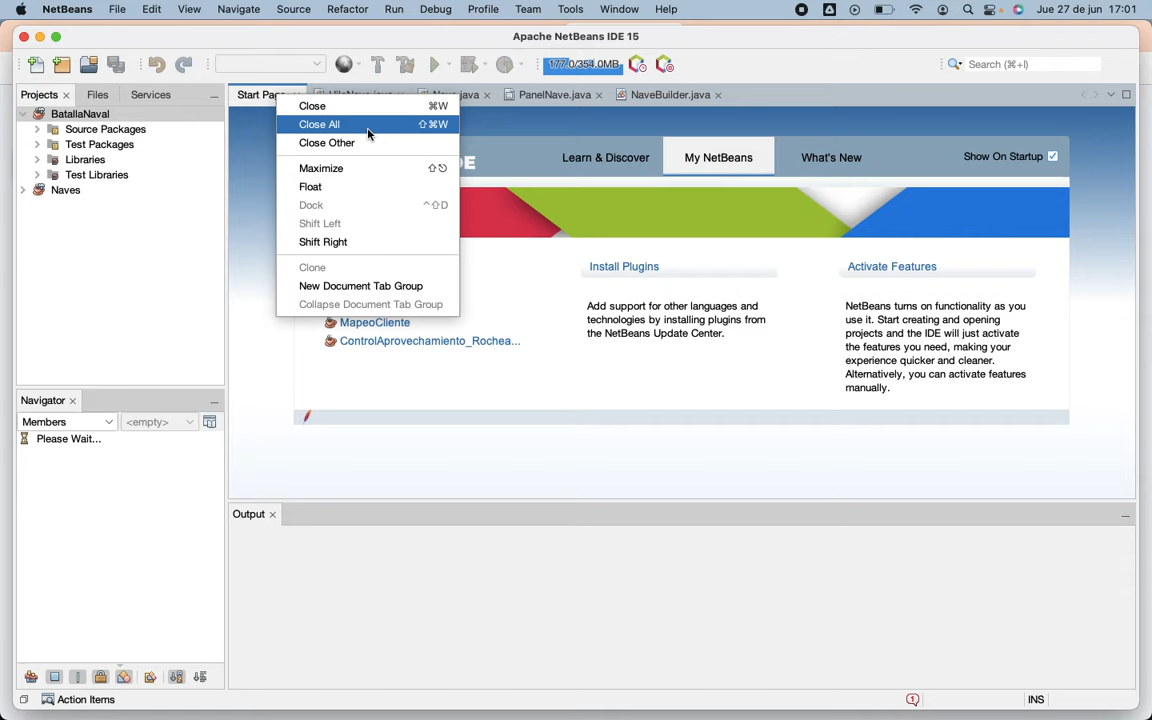 NetBeans File Edit View Navigate Source Refactor Run Debug Profile Team Tools Window Help Jue 27 de jun 17:01
Apache NetBeans IDE 15
177.0/354.0MB Search (⌘+I)
Projects Files Services Start Pa Nave.java PanelNave.java NaveBuilder.java
BatallaNaval
Source Packages
Test Packages
Libraries
Test Libraries
Naves
Close ⌘W
Close All ⇧⌘W
Close Other
Maximize ⇧⎋
Float
Dock ^⇧D
Shift Left
Shift Right
Clone
New Document Tab Group
Collapse Document Tab Group
DE Learn & Discover My NetBeans What's New Show On Startup
Install Plugins Activate Features
MapeoCliente
ControlAprovechamiento_Rochea...
Add support for other languages and
technologies by installing plugins from
the NetBeans Update Center.
NetBeans turns on functionality as you
use it. Start creating and opening
projects and the IDE will just activate
the features you need, making your
experience quicker and cleaner.
Alternatively, you can activate features
manually.
Navigator
Members <empty>
Please Wait...
Output
Action Items 1 INS